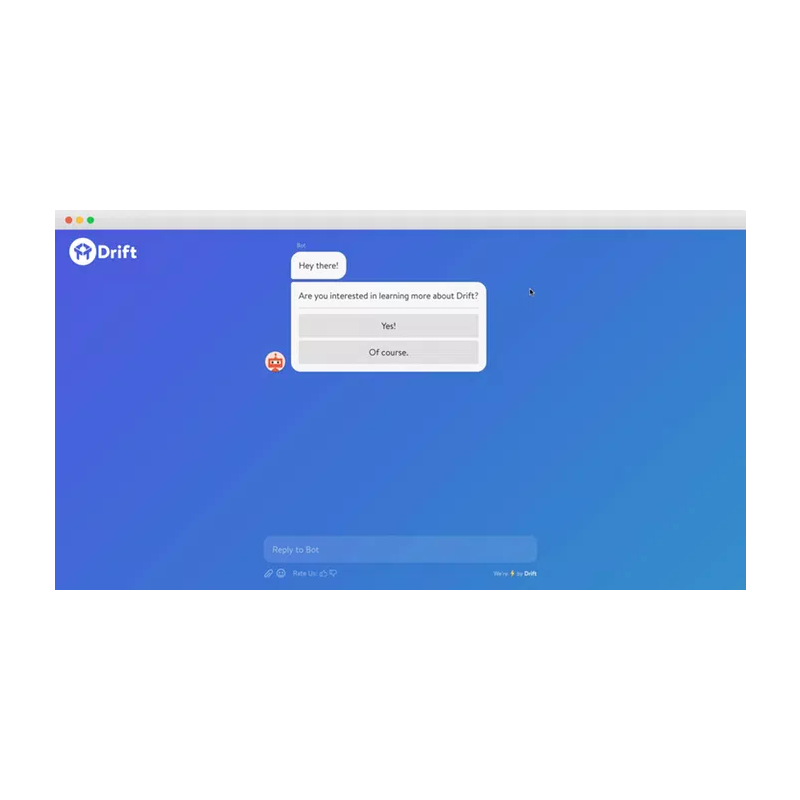 Drift
Bot
Hey there!
Are you interested in learning more about Drift?
Yes!
Of course.
Reply to Bot
Rate Us:
We're ⚡ by Drift